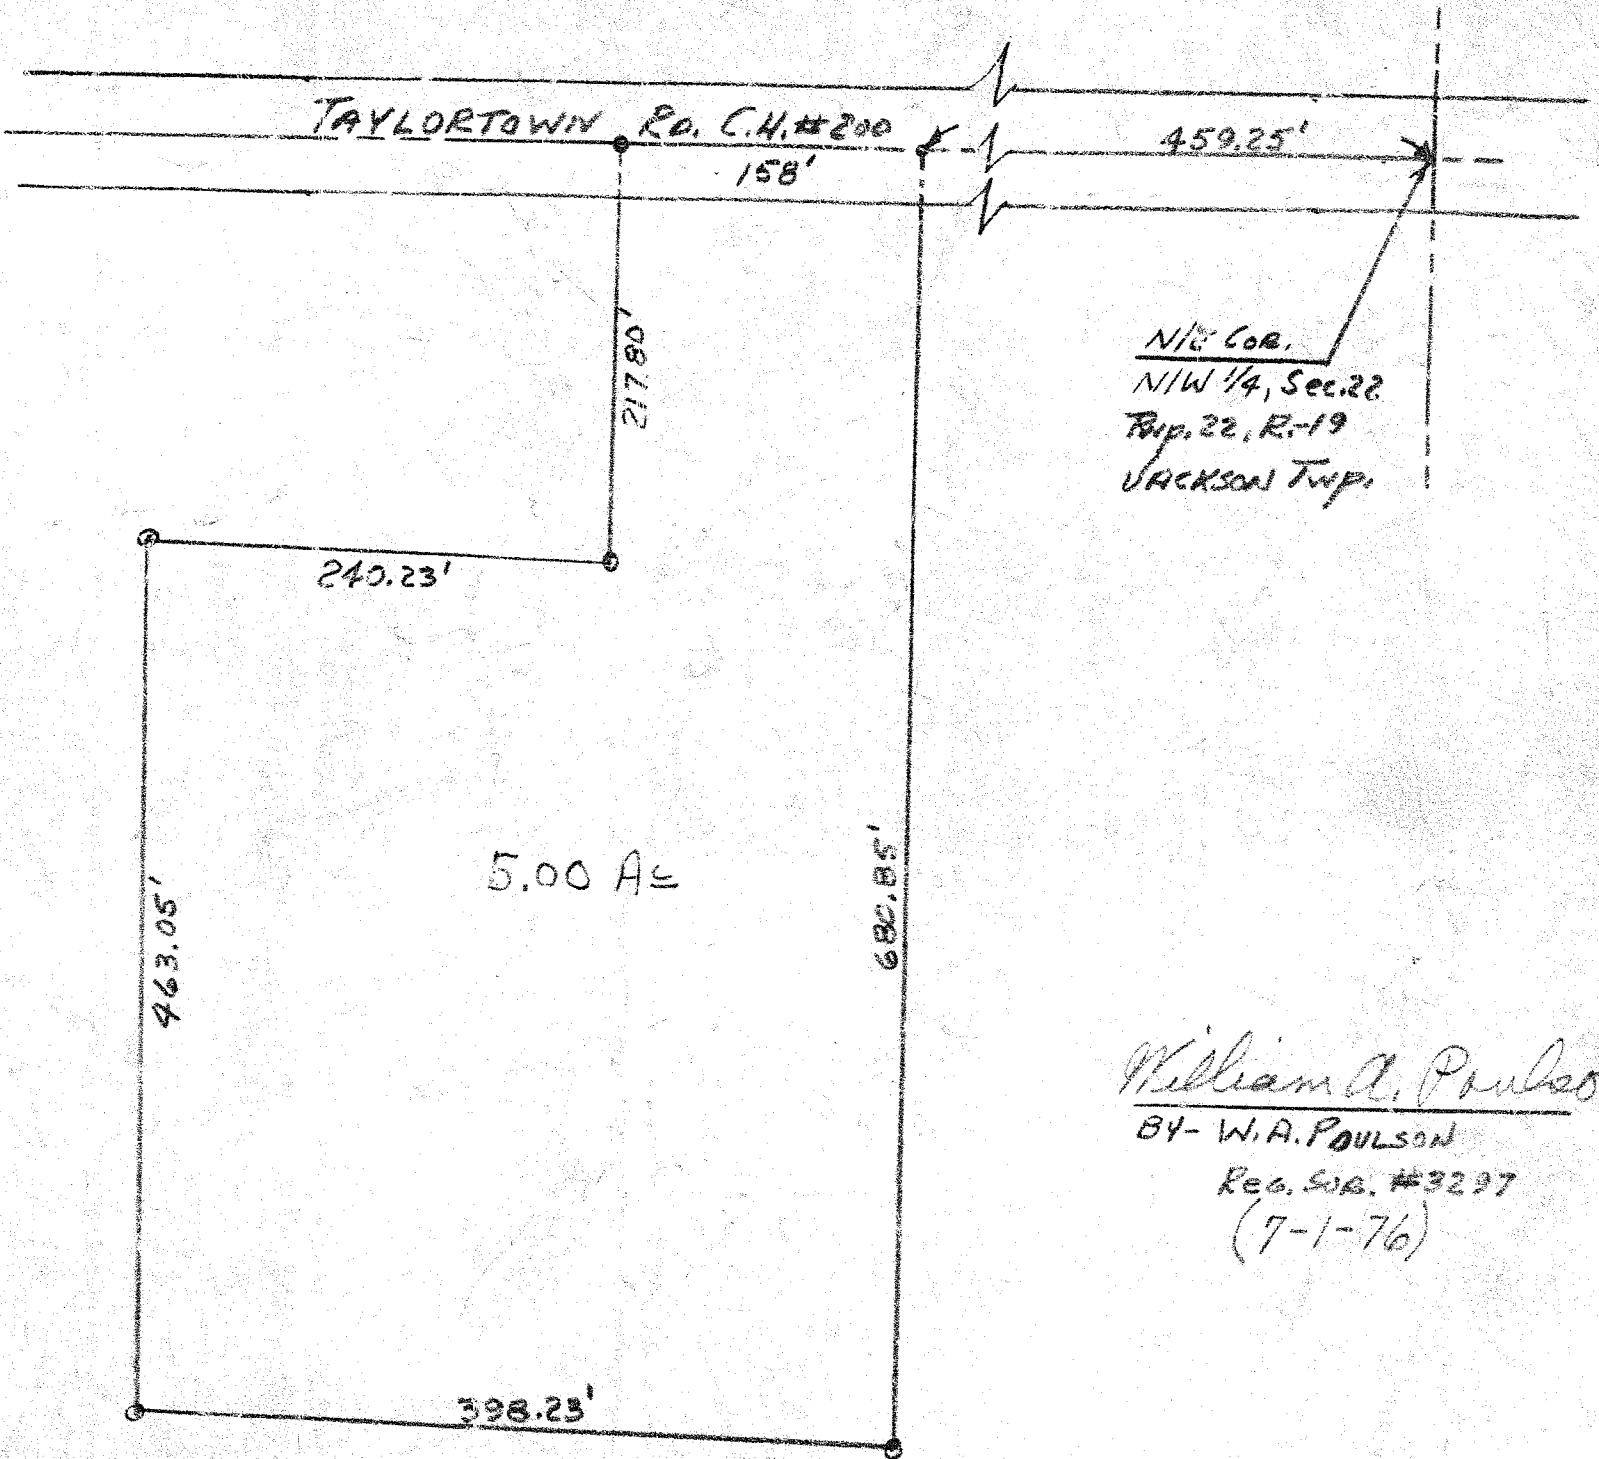 TAYLORTOWN RD. C.H. #200
158'
459.25'
217.80'
N/E COR.
N/W 1/4, Sec. 22
Twp. 22, R-19
JACKSON Twp.
240.23'
5.00 Ac
463.05'
680.85'
398.23'
William A. Poulson
BY- W.A. POULSON
REG. SUR. #3297
(7-1-76)